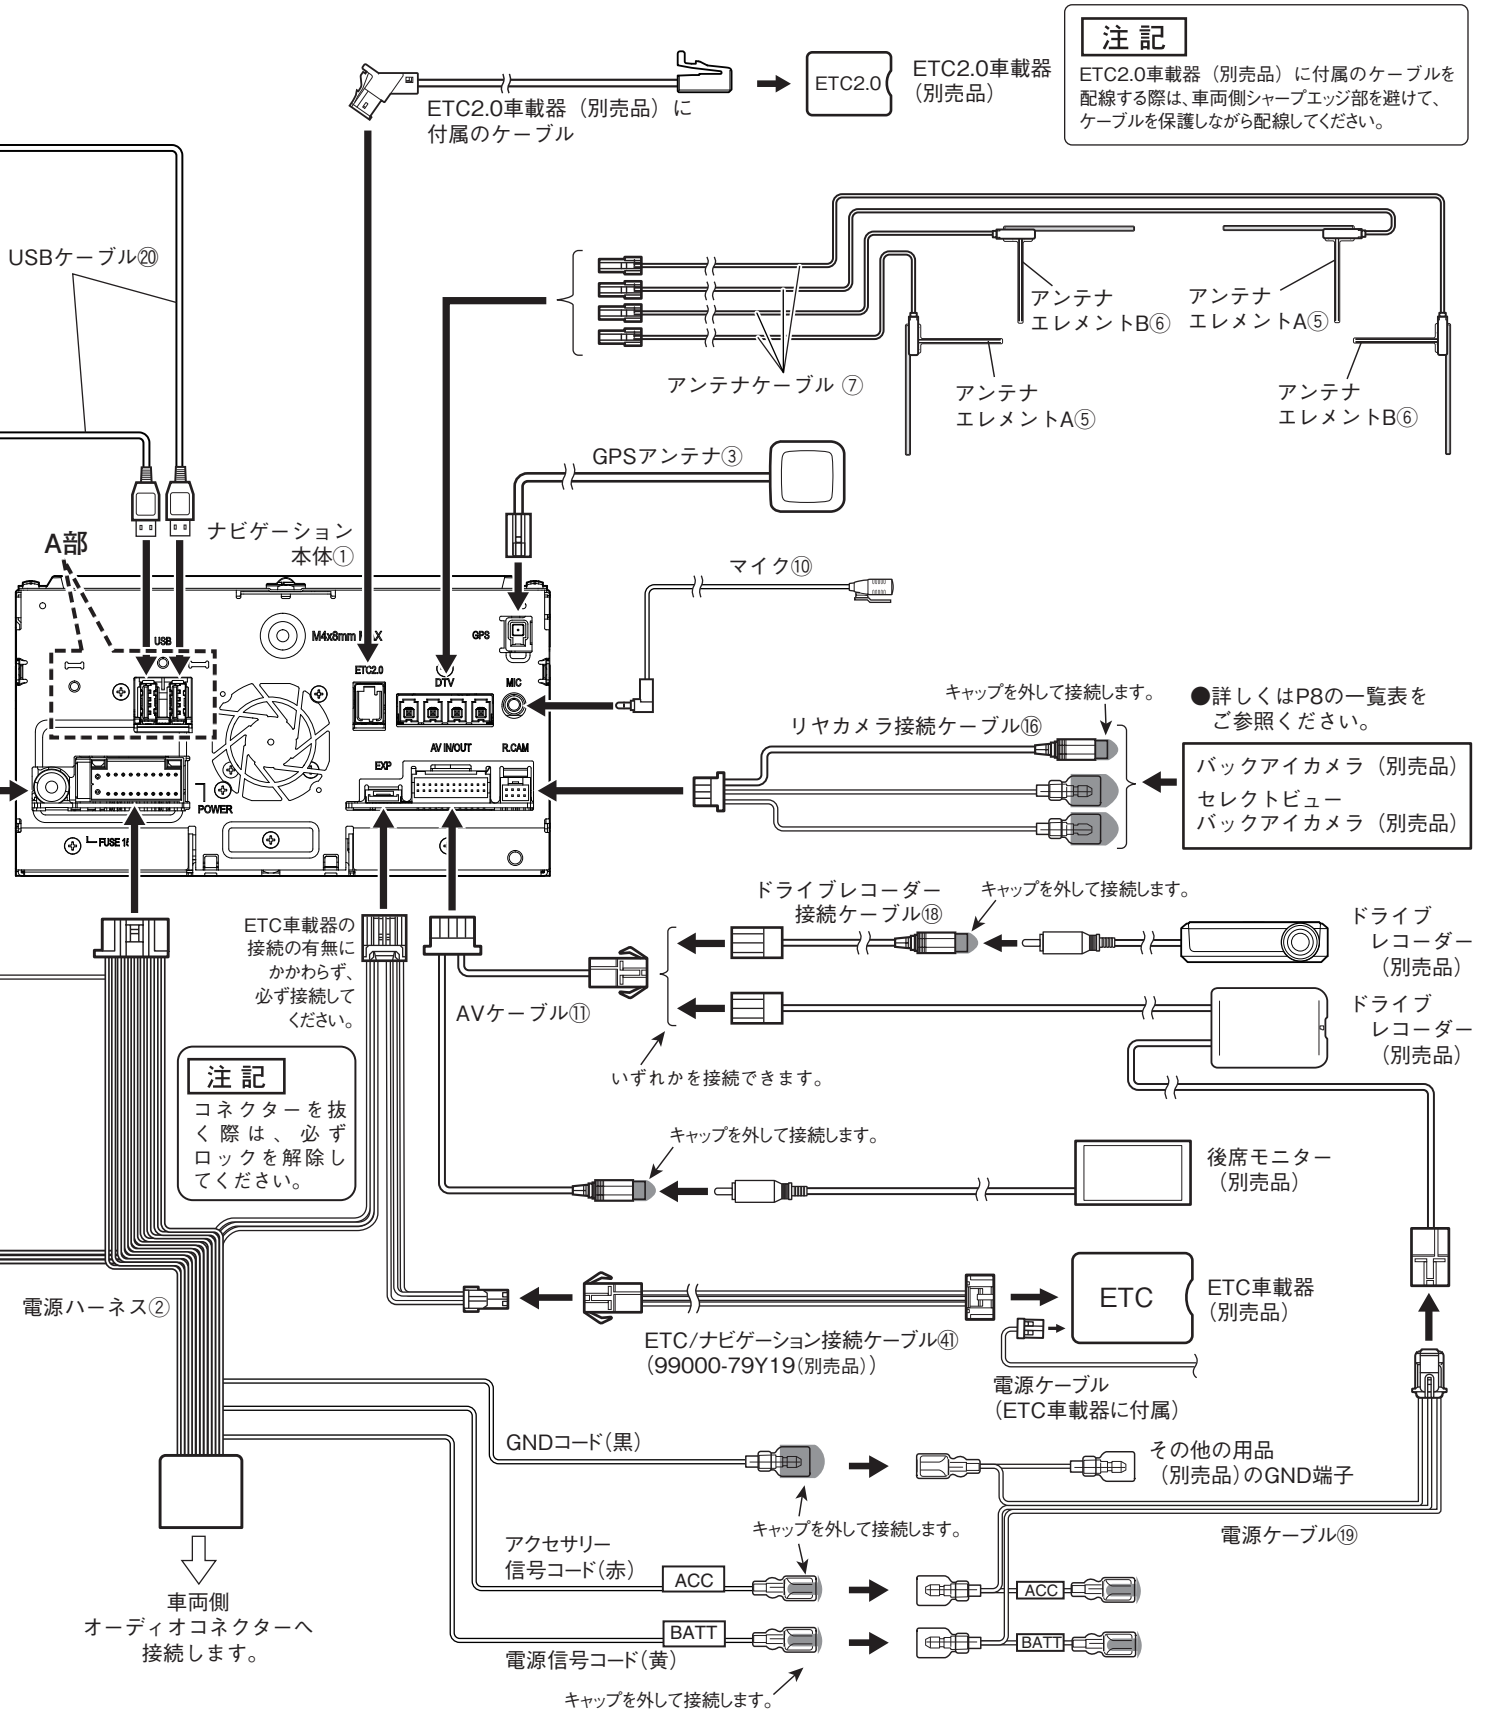 注記
ETC2.0車載器（別売品）に付属のケーブルを
配線する際は、車両側シャープエッジ部を避けて、
ケーブルを保護しながら配線してください。
ETC2.0
ETC2.0車載器
（別売品）
ETC2.0車載器（別売品）に
付属のケーブル
USBケーブル⑳
アンテナ
エレメントB⑥
アンテナ
エレメントA⑤
アンテナケーブル⑦
アンテナ
エレメントA⑤
アンテナ
エレメントB⑥
GPSアンテナ③
ナビゲーション
本体①
A部
マイク⑩
USB
M4x8mm MAX
GPS
ETC2.0
DTV
MIC
EXP
AV IN/OUT
R.CAM
POWER
FUSE 15
キャップを外して接続します。
リヤカメラ接続ケーブル⑯
●詳しくはP8の一覧表を
ご参照ください。
バックアイカメラ（別売品）
セレクトビュー
バックアイカメラ（別売品）
ドライブレコーダー
接続ケーブル⑱
キャップを外して接続します。
ドライブ
レコーダー
（別売品）
ETC車載器の
接続の有無に
かかわらず、
必ず接続して
ください。
AVケーブル⑪
ドライブ
レコーダー
（別売品）
いずれかを接続できます。
注記
コネクターを抜
く際は、必ず
ロックを解除し
てください。
キャップを外して接続します。
後席モニター
（別売品）
電源ハーネス②
ETC
ETC車載器
（別売品）
ETC/ナビゲーション接続ケーブル㊶
（99000-79Y19（別売品））
電源ケーブル
（ETC車載器に付属）
GNDコード（黒）
その他の用品
（別売品）のGND端子
キャップを外して接続します。
電源ケーブル⑲
アクセサリー
信号コード（赤）
ACC
ACC
BATT
BATT
電源信号コード（黄）
キャップを外して接続します。
車両側
オーディオコネクターへ
接続します。